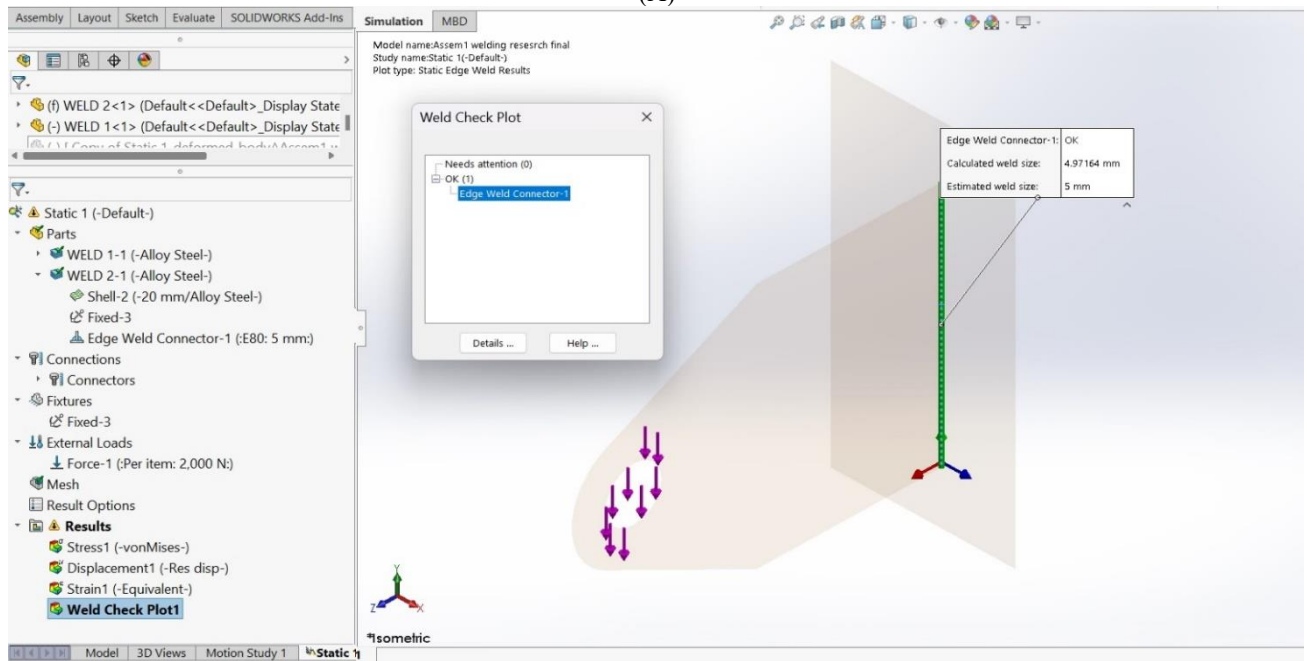 (A)
Assembly Layout Sketch Evaluate SOLIDWORKS Add-Ins Simulation MBD
Model name:Assem1 welding resesrch final
Study name:Static 1(-Default-)
Plot type: Static Edge Weld Results
(f) WELD 2<1> (Default<<Default>_Display State
(-) WELD 1<1> (Default<<Default>_Display State
Static 1 (-Default-)
Parts
WELD 1-1 (-Alloy Steel-)
WELD 2-1 (-Alloy Steel-)
Shell-2 (-20 mm/Alloy Steel-)
Fixed-3
Edge Weld Connector-1 (:E80: 5 mm:)
Connections
Connectors
Fixtures
Fixed-3
External Loads
Force-1 (:Per item: 2,000 N:)
Mesh
Result Options
Results
Stress1 (-vonMises-)
Displacement1 (-Res disp-)
Strain1 (-Equivalent-)
Weld Check Plot1
Weld Check Plot
Needs attention (0)
OK (1)
Edge Weld Connector-1
Details ... Help ...
Edge Weld Connector-1: OK
Calculated weld size: 4.97164 mm
Estimated weld size: 5 mm
Y
Z X
*Isometric
Model 3D Views Motion Study 1 Static 1